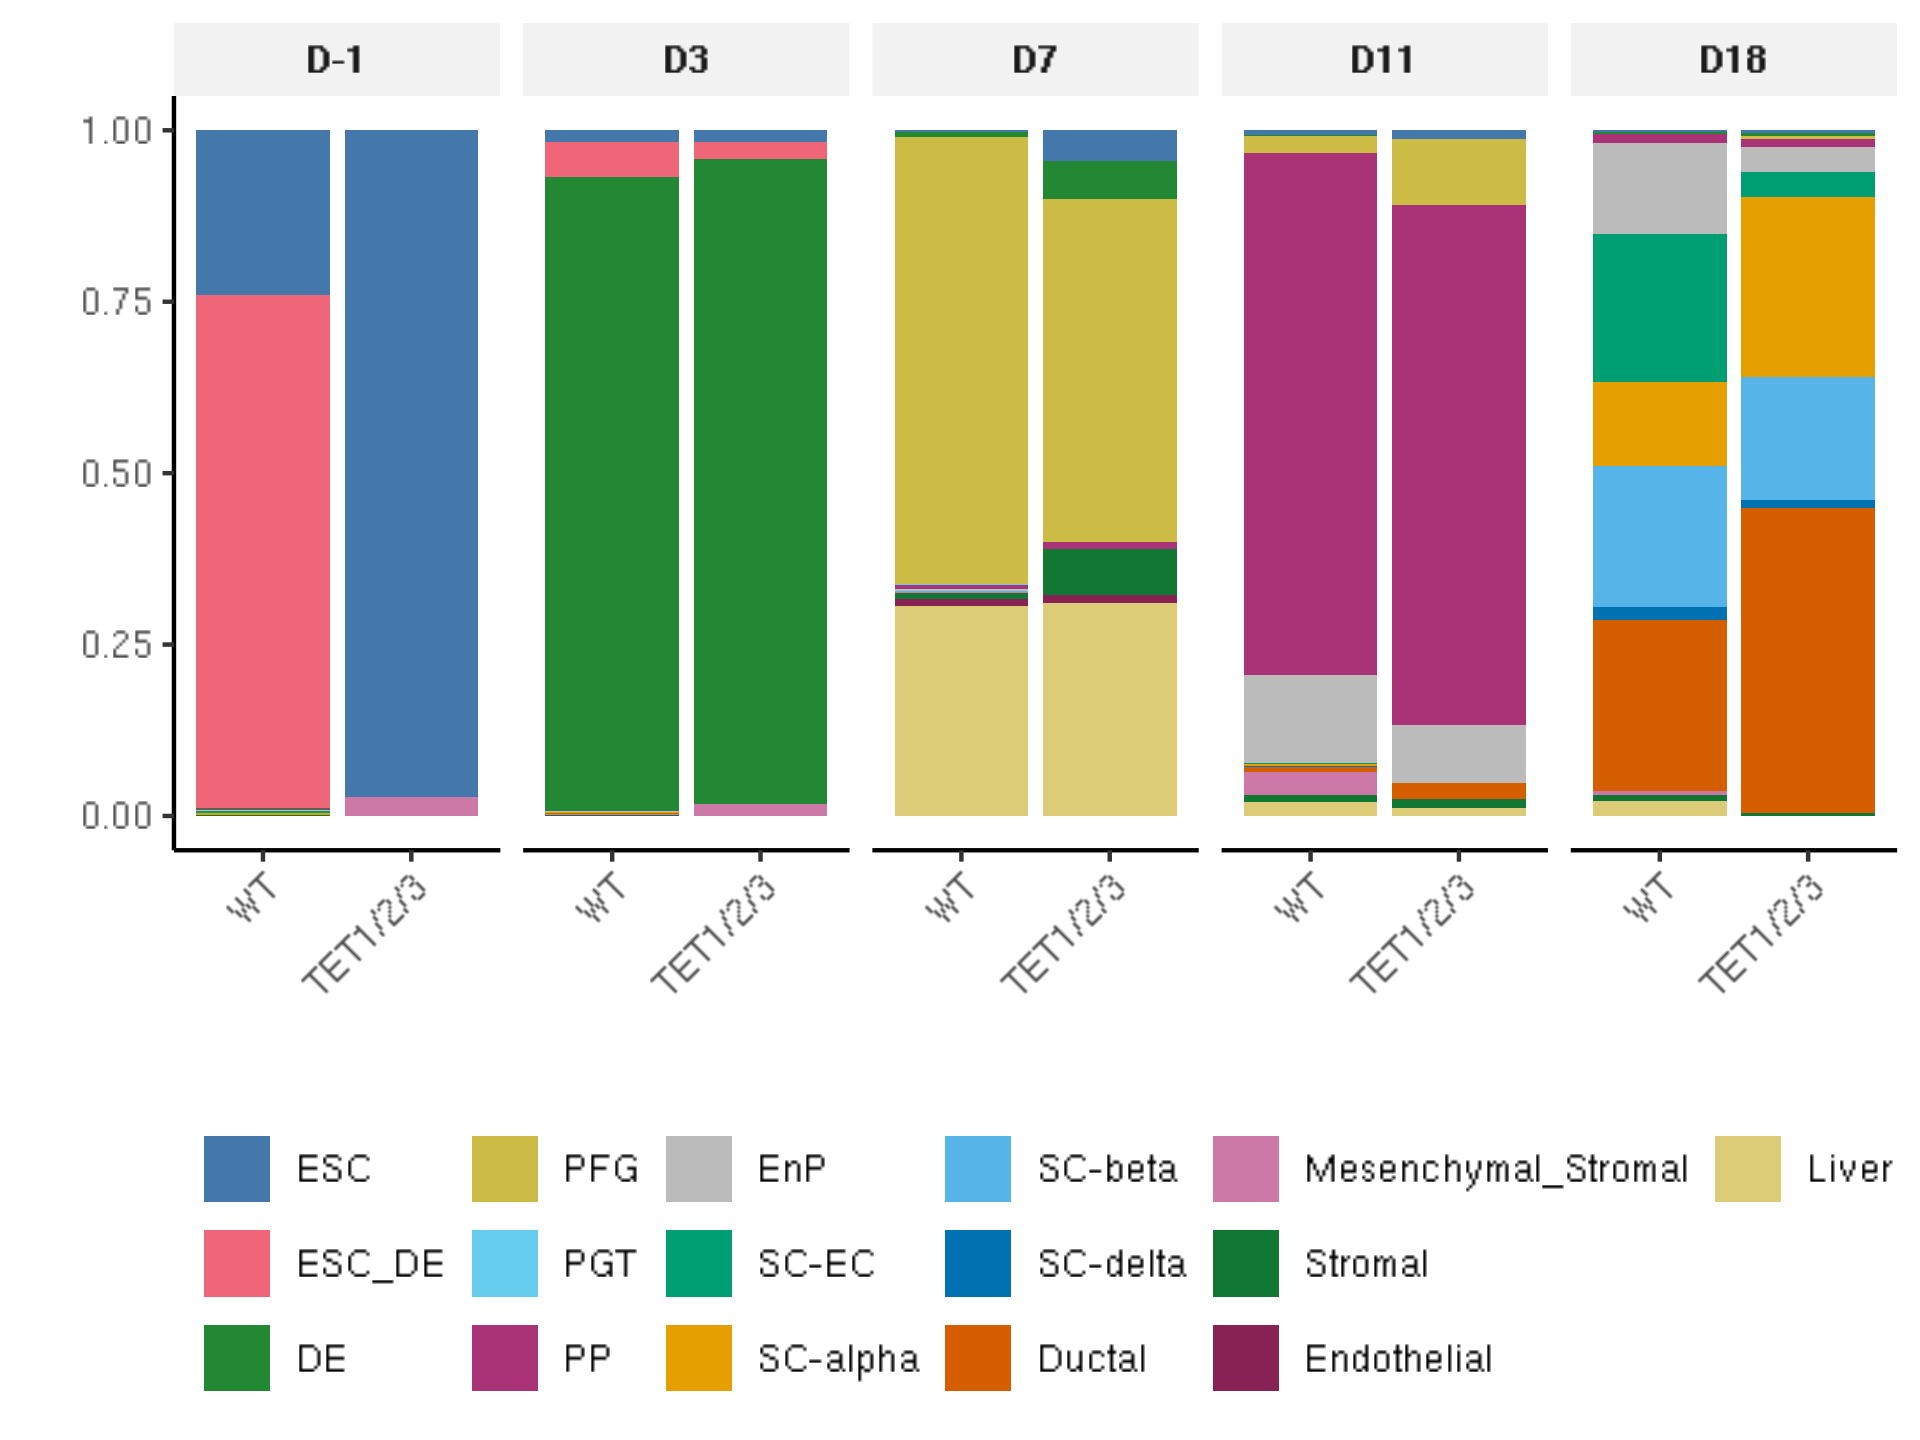 D-1 D3 D7 D11 D18
1.00
0.75
0.50
0.25
0.00
WT TET1/2/3 WT TET1/2/3 WT TET1/2/3 WT TET1/2/3 WT TET1/2/3
ESC PFG EnP SC-beta Mesenchymal_Stromal Liver
ESC_DE PGT SC-EC SC-delta Stromal
DE PP SC-alpha Ductal Endothelial